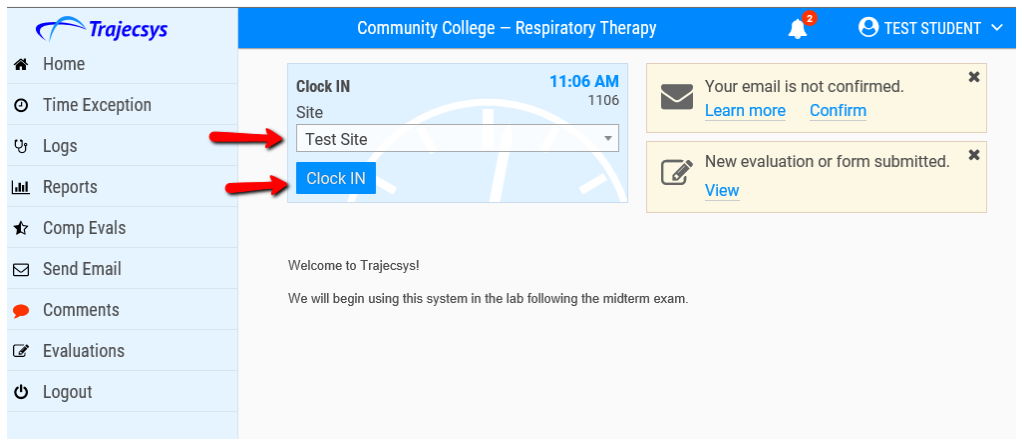 Trajecsys
Community College — Respiratory Therapy
2
TEST STUDENT
Home
Time Exception
Logs
Reports
Comp Evals
Send Email
Comments
Evaluations
Logout
Clock IN
11:06 AM
1106
Site
Test Site
Clock IN
Your email is not confirmed.
Learn more Confirm
New evaluation or form submitted.
View
Welcome to Trajecsys!
We will begin using this system in the lab following the midterm exam.